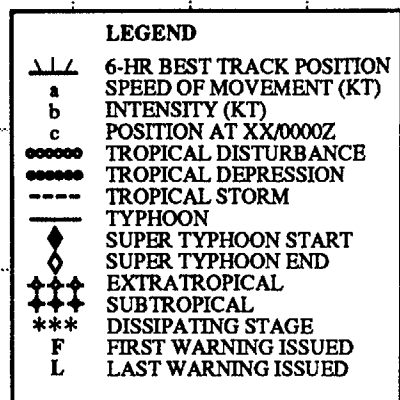 LEGEND
6-HR BEST TRACK POSITION
a SPEED OF MOVEMENT (KT)
b INTENSITY (KT)
c POSITION AT XX/0000Z
TROPICAL DISTURBANCE
TROPICAL DEPRESSION
TROPICAL STORM
TYPHOON
SUPER TYPHOON START
SUPER TYPHOON END
EXTRATROPICAL
SUBTROPICAL
*** DISSIPATING STAGE
F FIRST WARNING ISSUED
L LAST WARNING ISSUED